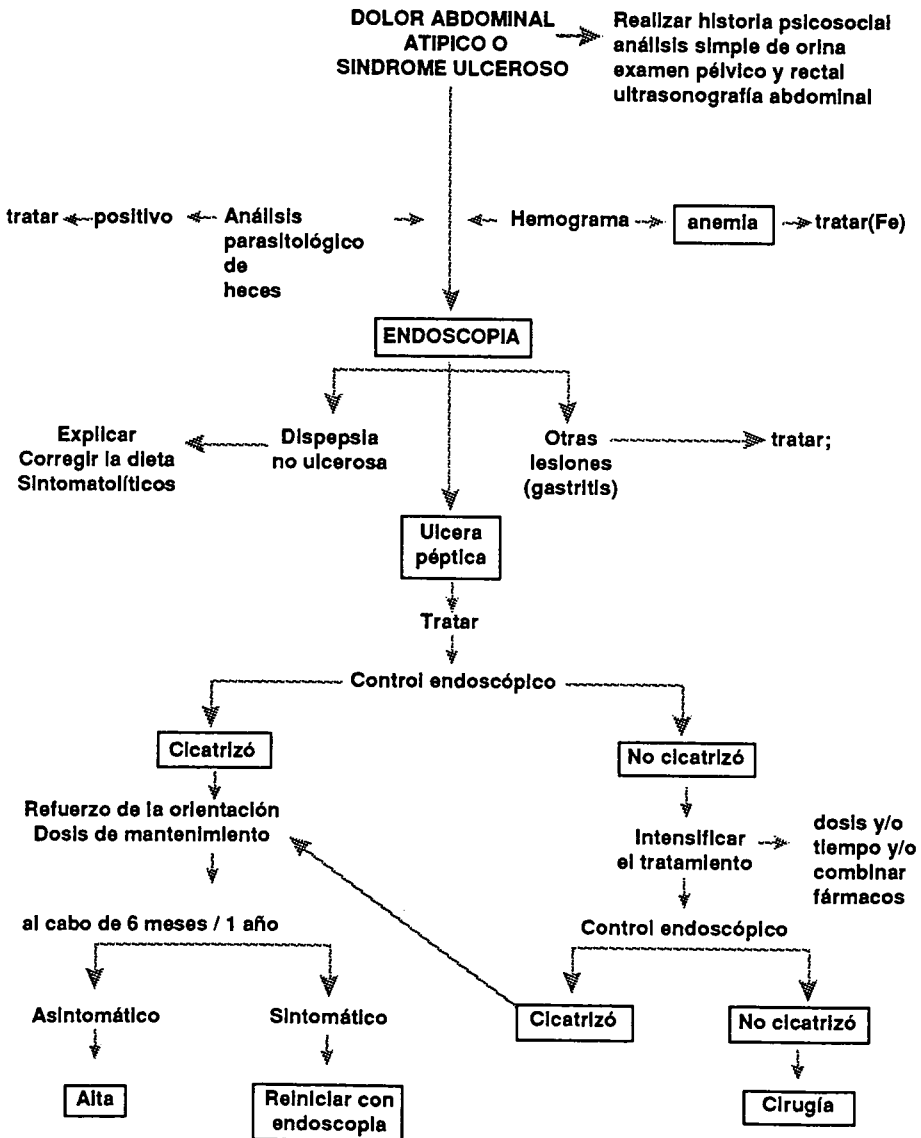 DOLOR ABDOMINAL
ATIPICO O
SINDROME ULCEROSO
Realizar historia psicosocial
análisis simple de orina
examen pélvico y rectal
ultrasonografía abdominal
tratar
positivo
Análisis
parasitológico
de
heces
Hemograma
anemia
tratar(Fe)
ENDOSCOPIA
Explicar
Corregir la dieta
Sintomatolíticos
Dispepsia
no ulcerosa
Otras
lesiones
(gastritis)
tratar;
Ulcera
péptica
Tratar
Control endoscópico
Cicatrizó
No cicatrizó
Refuerzo de la orientación
Dosis de mantenimiento
Intensificar
el tratamiento
dosis y/o
tiempo y/o
combinar
fármacos
al cabo de 6 meses / 1 año
Control endoscópico
Asintomático
Sintomático
Cicatrizó
No cicatrizó
Alta
Reiniciar con
endoscopia
Cirugía